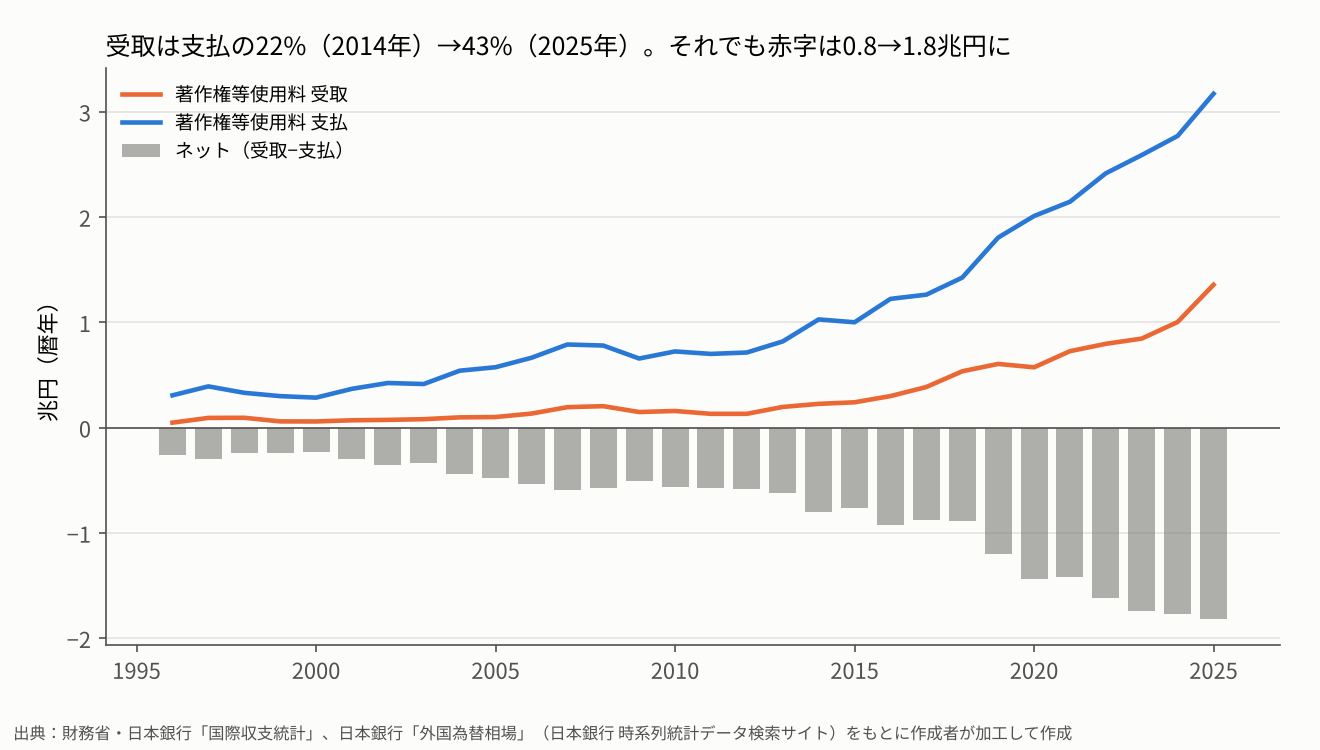 受取は支払の22%（2014年）→43%（2025年）。それでも赤字は0.8→1.8兆円に
著作権等使用料 受取
著作権等使用料 支払
ネット（受取−支払）
兆円（暦年）
3
2
1
0
−1
−2
1995
2000
2005
2010
2015
2020
2025
出典：財務省・日本銀行「国際収支統計」、日本銀行「外国為替相場」（日本銀行 時系列統計データ検索サイト）をもとに作成者が加工して作成